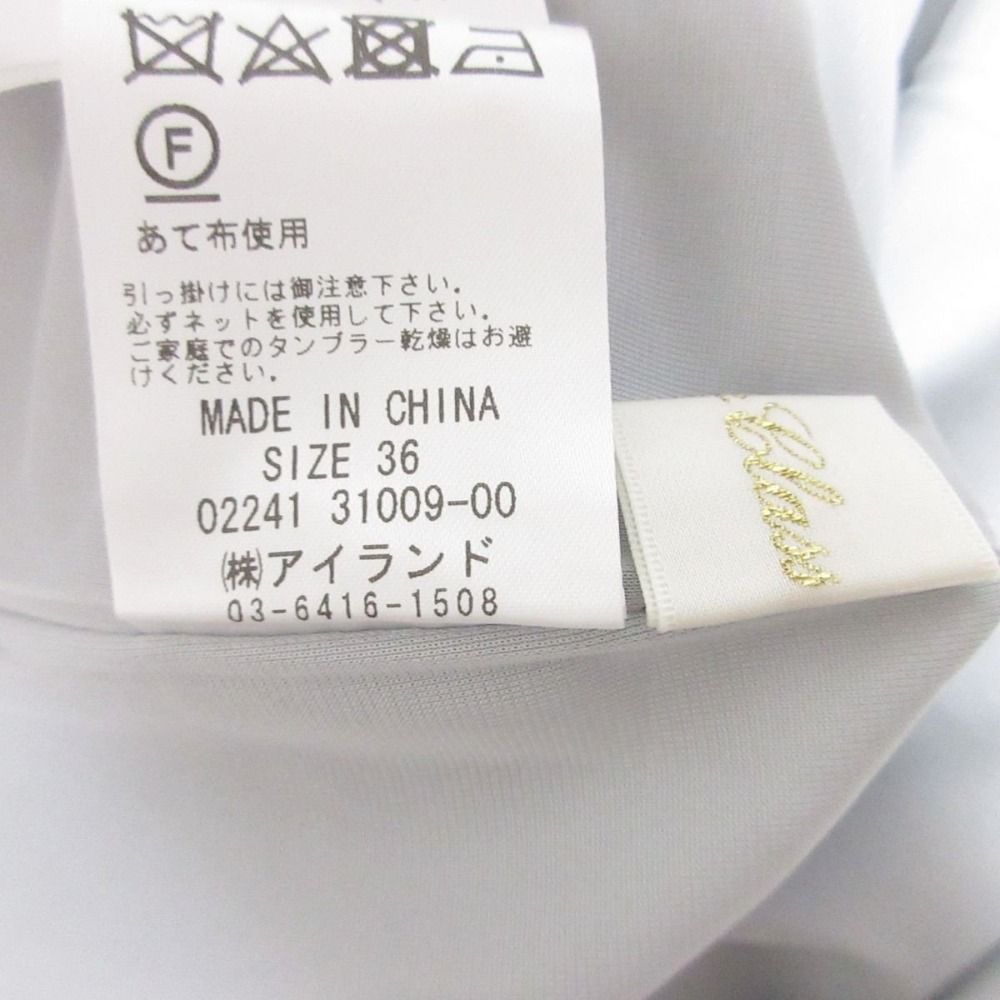 F
あて布使用
引っ掛けには御注意下さい.
必ずネットを使用して下さい.
ご家庭でのタンブラー乾燥はお避
けください.
MADE IN CHINA
SIZE 36
02241 31009-00
㈱アイランド
03-6416-1508
Class